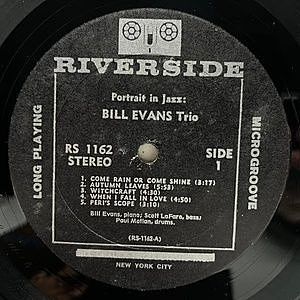 RIVERSIDE
Portrait in Jazz:
BILL EVANS Trio
RS 1162
STEREO
SIDE
1
LONG PLAYING
MICROGROOVE
1. COME RAIN OR COME SHINE (3:17)
2. AUTUMN LEAVES (5:53)
3. WITCHCRAFT (4:30)
4. WHEN I FALL IN LOVE (4:50)
5. PERI'S SCOPE (3:10)
Bill Evans, piano; Scott LaFaro, bass;
Paul Motian, drums.
(RS-1162-A)
NEW YORK CITY